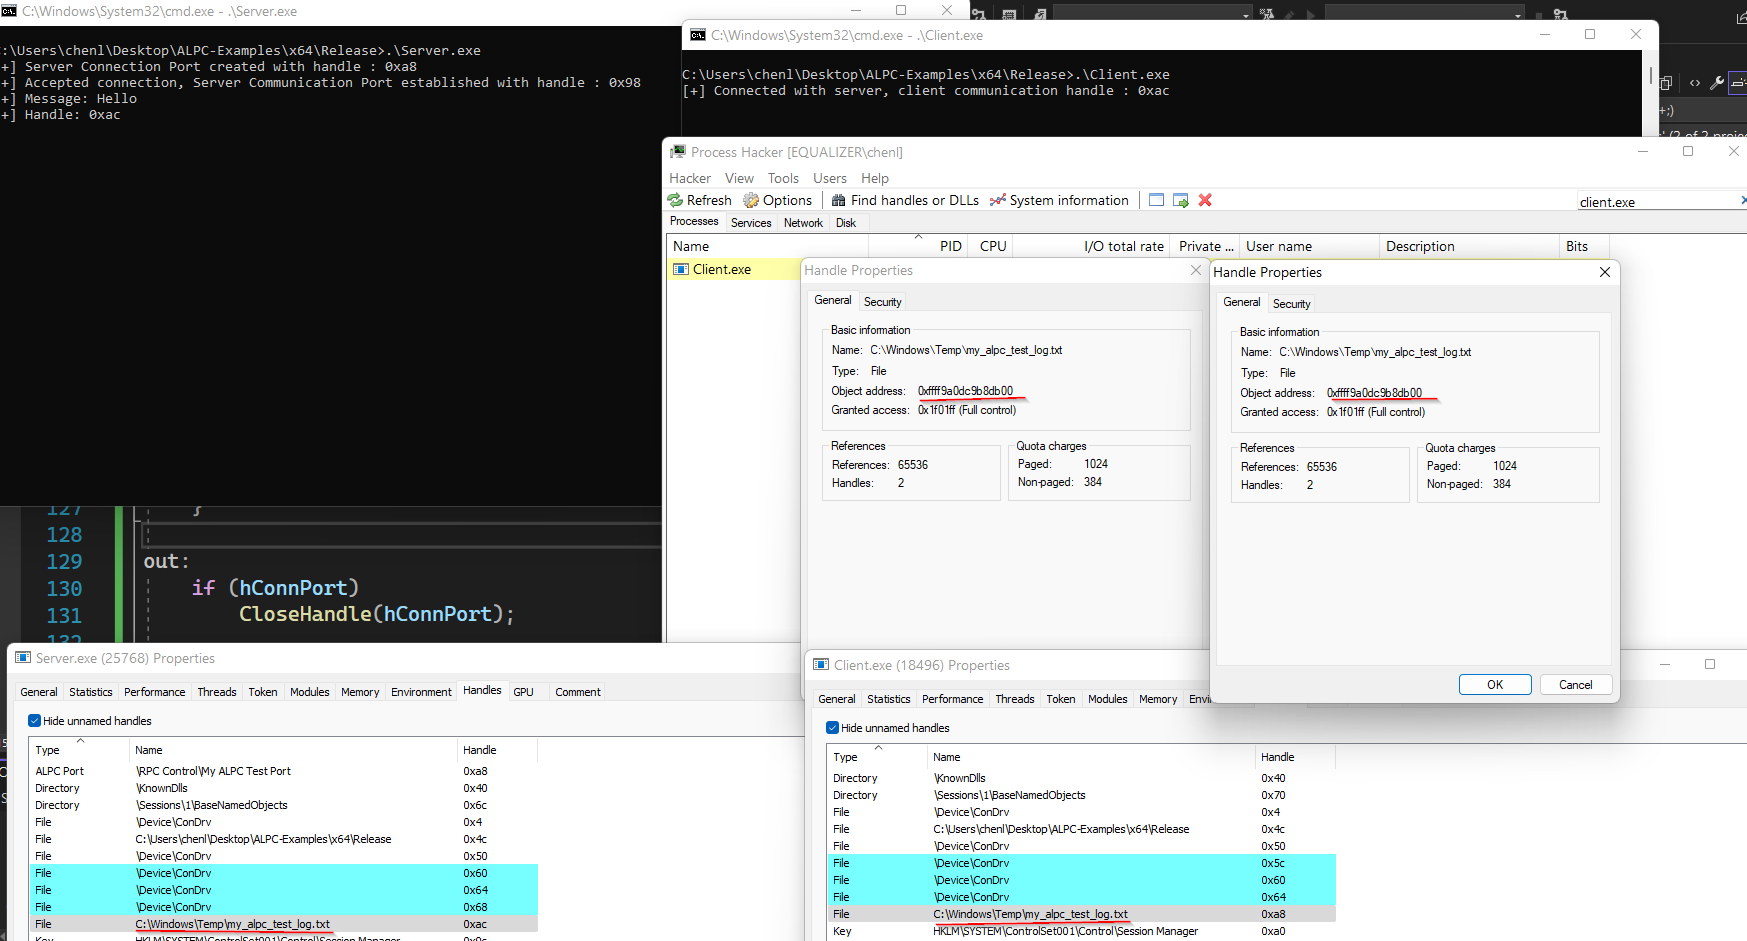 C:\Windows\System32\cmd.exe - .\Server.exe
:\Users\chenl\Desktop\ALPC-Examples\x64\Release>.\Server.exe
+] Server Connection Port created with handle : 0xa8
+] Accepted connection, Server Communication Port established with handle : 0x98
+] Message: Hello
+] Handle: 0xac
C:\Windows\System32\cmd.exe - .\Client.exe
C:\Users\chenl\Desktop\ALPC-Examples\x64\Release>.\Client.exe
[+] Connected with server, client communication handle : 0xac
+;)
Process Hacker [EQUALIZER\chenl]
Hacker View Tools Users Help
Refresh Options Find handles or DLLs System information client.exe
Processes Services Network Disk
Name PID CPU I/O total rate Private ... User name Description Bits
Client.exe
Handle Properties
General Security
Basic information
Name: C:\Windows\Temp\my_alpc_test_log.txt
Type: File
Object address: 0xffff9a0dc9b8db00
Granted access: 0x1f01ff (Full control)
References
References: 65536
Handles: 2
Quota charges
Paged: 1024
Non-paged: 384
Handle Properties
General Security
Basic information
Name: C:\Windows\Temp\my_alpc_test_log.txt
Type: File
Object address: 0xffff9a0dc9b8db00
Granted access: 0x1f01ff (Full control)
References
References: 65536
Handles: 2
Quota charges
Paged: 1024
Non-paged: 384
OK Cancel
127 }
128
129 out:
130 if (hConnPort)
131 CloseHandle(hConnPort);
132
Server.exe (25768) Properties
General Statistics Performance Threads Token Modules Memory Environment Handles GPU Comment
Hide unnamed handles
Type Name Handle
ALPC Port \RPC Control\My ALPC Test Port 0xa8
Directory \KnownDlls 0x40
Directory \Sessions\1\BaseNamedObjects 0x6c
File \Device\ConDrv 0x4
File C:\Users\chenl\Desktop\ALPC-Examples\x64\Release 0x4c
File \Device\ConDrv 0x50
File \Device\ConDrv 0x60
File \Device\ConDrv 0x64
File \Device\ConDrv 0x68
File C:\Windows\Temp\my_alpc_test_log.txt 0xac
Key HKLM\SYSTEM\ControlSet001\Control\Session Manager 0x9c
Client.exe (18496) Properties
General Statistics Performance Threads Token Modules Memory
Hide unnamed handles
Type Name Handle
Directory \KnownDlls 0x40
Directory \Sessions\1\BaseNamedObjects 0x70
File \Device\ConDrv 0x4
File C:\Users\chenl\Desktop\ALPC-Examples\x64\Release 0x4c
File \Device\ConDrv 0x50
File \Device\ConDrv 0x5c
File \Device\ConDrv 0x60
File \Device\ConDrv 0x64
File C:\Windows\Temp\my_alpc_test_log.txt 0xa8
Key HKLM\SYSTEM\ControlSet001\Control\Session Manager 0xa0